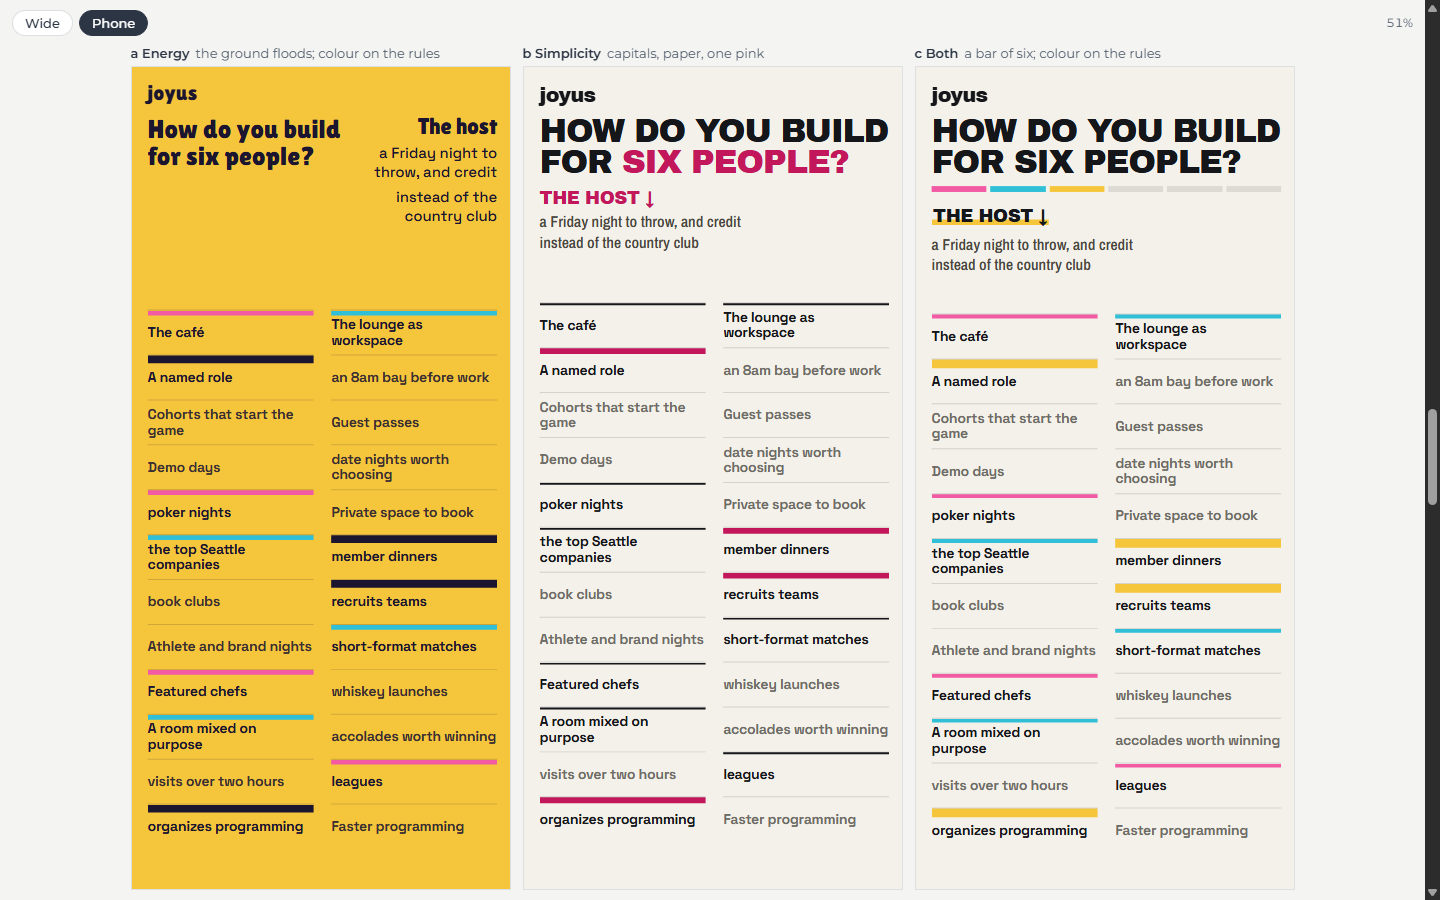 Wide
Phone
51%
a Energy the ground floods; colour on the rules
joyus
How do you build
for six people?
The host
a Friday night to
throw, and credit
instead of the
country club
The café
The lounge as
workspace
A named role
an 8am bay before work
Cohorts that start the
game
Guest passes
Demo days
date nights worth
choosing
poker nights
Private space to book
the top Seattle
companies
member dinners
book clubs
recruits teams
Athlete and brand nights
short-format matches
Featured chefs
whiskey launches
A room mixed on
purpose
accolades worth winning
visits over two hours
leagues
organizes programming
Faster programming
b Simplicity capitals, paper, one pink
joyus
HOW DO YOU BUILD
FOR SIX PEOPLE?
THE HOST ↓
a Friday night to throw, and credit
instead of the country club
The café
The lounge as
workspace
A named role
an 8am bay before work
Cohorts that start the
game
Guest passes
Demo days
date nights worth
choosing
poker nights
Private space to book
the top Seattle
companies
member dinners
book clubs
recruits teams
Athlete and brand nights
short-format matches
Featured chefs
whiskey launches
A room mixed on
purpose
accolades worth winning
visits over two hours
leagues
organizes programming
Faster programming
c Both a bar of six; colour on the rules
joyus
HOW DO YOU BUILD
FOR SIX PEOPLE?
THE HOST ↓
a Friday night to throw, and credit
instead of the country club
The café
The lounge as
workspace
A named role
an 8am bay before work
Cohorts that start the
game
Guest passes
Demo days
date nights worth
choosing
poker nights
Private space to book
the top Seattle
companies
member dinners
book clubs
recruits teams
Athlete and brand nights
short-format matches
Featured chefs
whiskey launches
A room mixed on
purpose
accolades worth winning
visits over two hours
leagues
organizes programming
Faster programming